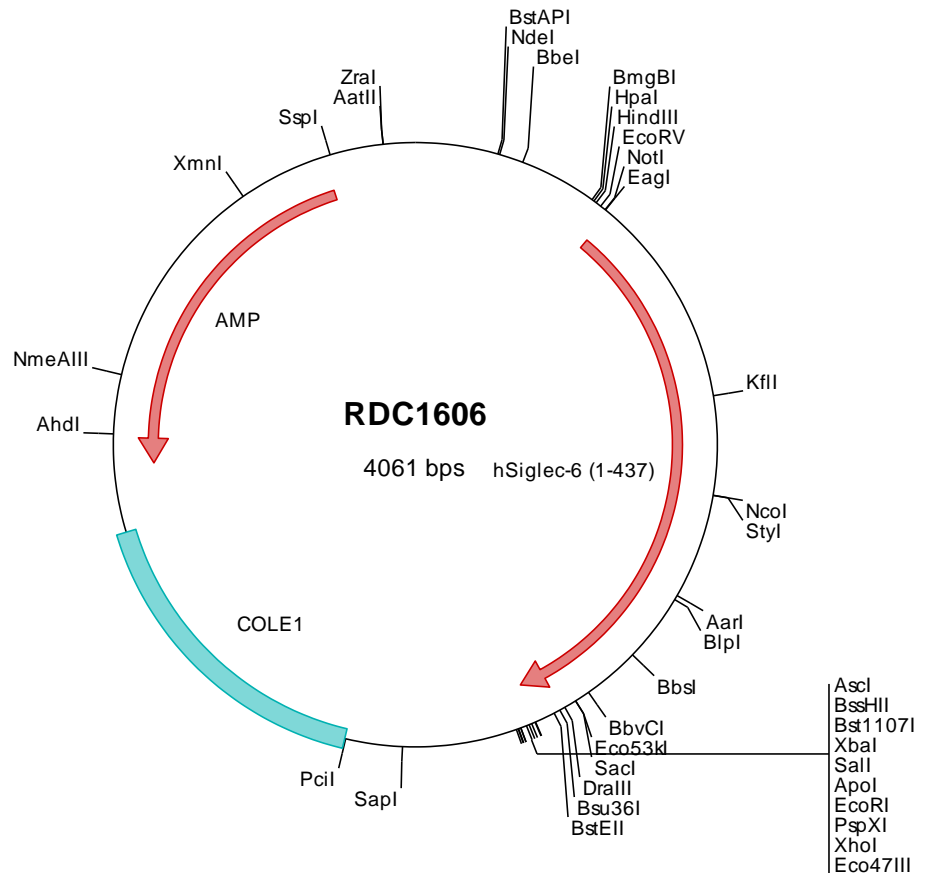 BstAPI
NdeI
BbeI
ZraI
AatII
SspI
XmnI
BmgBI
HpaI
HindIII
EcoRV
NotI
EagI
AMP
NmeAIII
AhdI
KflI
RDC1606
4061 bps
hSiglec-6 (1-437)
NcoI
StyI
AarI
BlpI
COLE1
BbsI
BbvCI
Eco53kI
SacI
DraIII
Bsu36I
BstEII
PciI
SapI
AscI
BssHII
Bst1107I
XbaI
SalI
ApoI
EcoRI
PspXI
XhoI
Eco47III